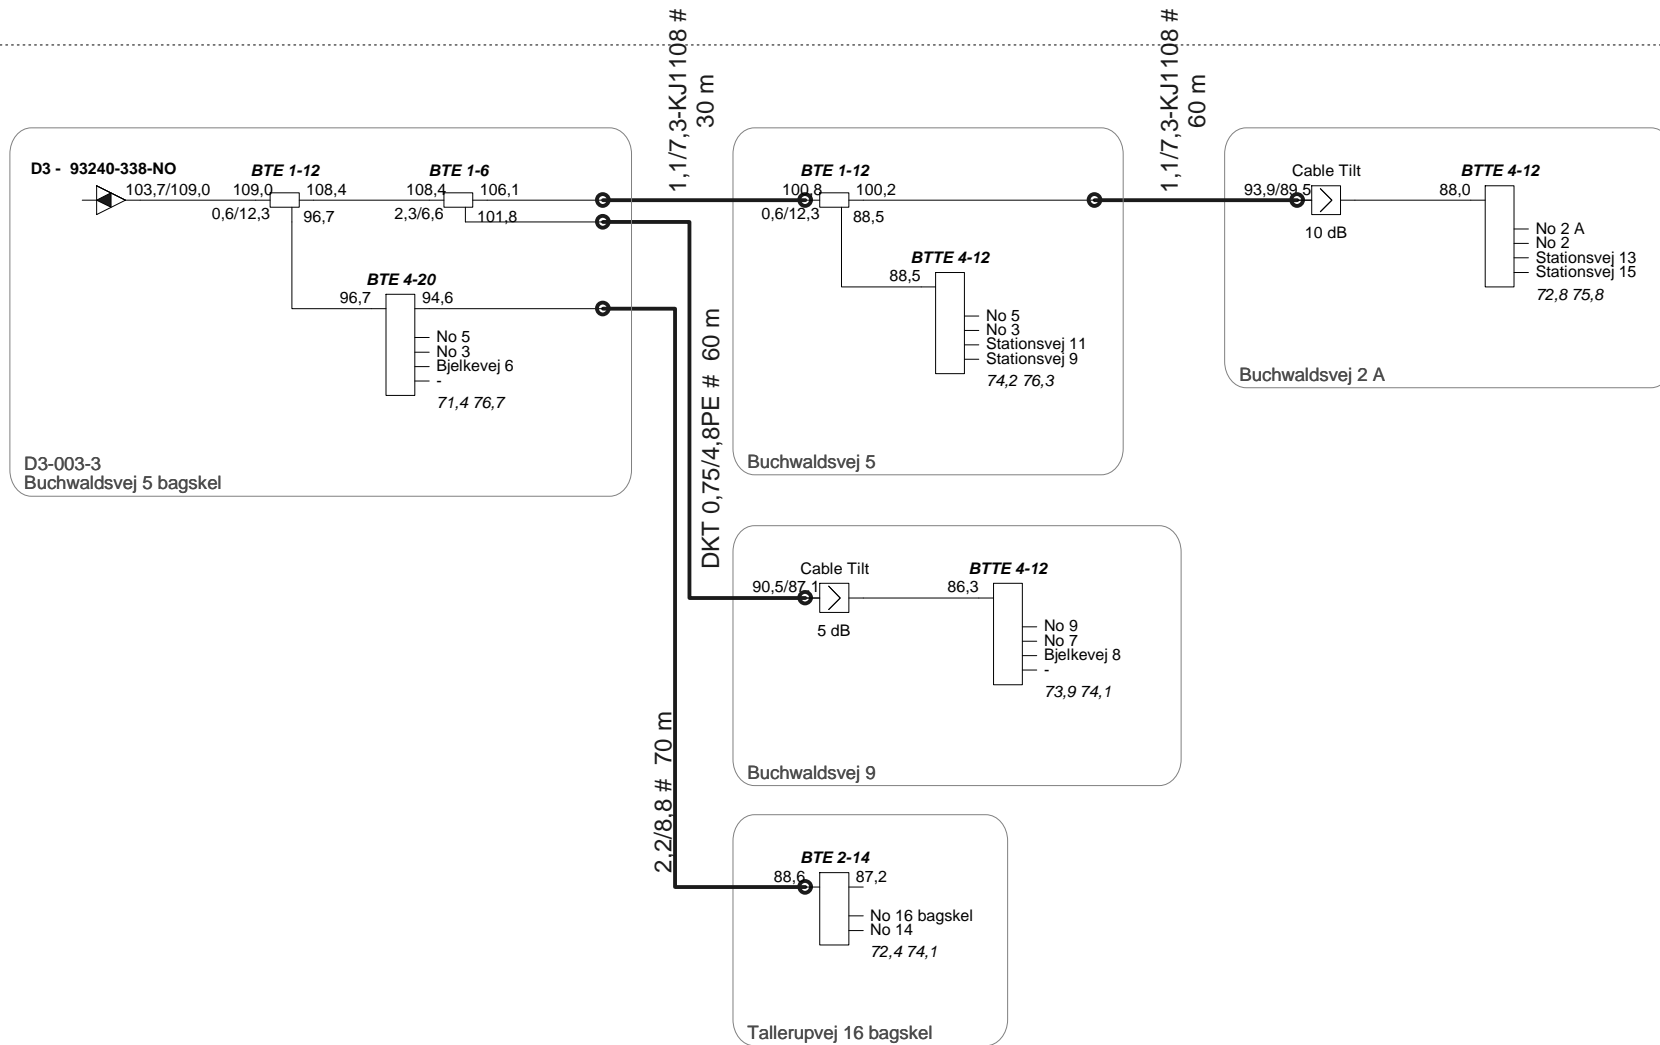 1,1/7,3-KJ1108 #
30 m
1,1/7,3-KJ1108 #
60 m
D3 - 93240-338-NO
103,7/109,0
BTE 1-12
109,0
108,4
0,6/12,3
96,7
BTE 1-6
108,4
106,1
2,3/6,6
101,8
BTE 4-20
96,7
94,6
No 5
No 3
Bjelkevej 6
-
71,4 76,7
D3-003-3
Buchwaldsvej 5 bagskel
BTE 1-12
100,8
100,2
0,6/12,3
88,5
BTTE 4-12
88,5
No 5
No 3
Stationsvej 11
Stationsvej 9
74,2 76,3
Buchwaldsvej 5
Cable Tilt
93,9/89,5
10 dB
BTTE 4-12
88,0
No 2 A
No 2
Stationsvej 13
Stationsvej 15
72,8 75,8
Buchwaldsvej 2 A
DKT 0,75/4,8PE # 60 m
Cable Tilt
90,5/87,1
5 dB
BTTE 4-12
86,3
No 9
No 7
Bjelkevej 8
-
73,9 74,1
Buchwaldsvej 9
2,2/8,8 # 70 m
BTE 2-14
88,6
87,2
No 16 bagskel
No 14
72,4 74,1
Tallerupvej 16 bagskel